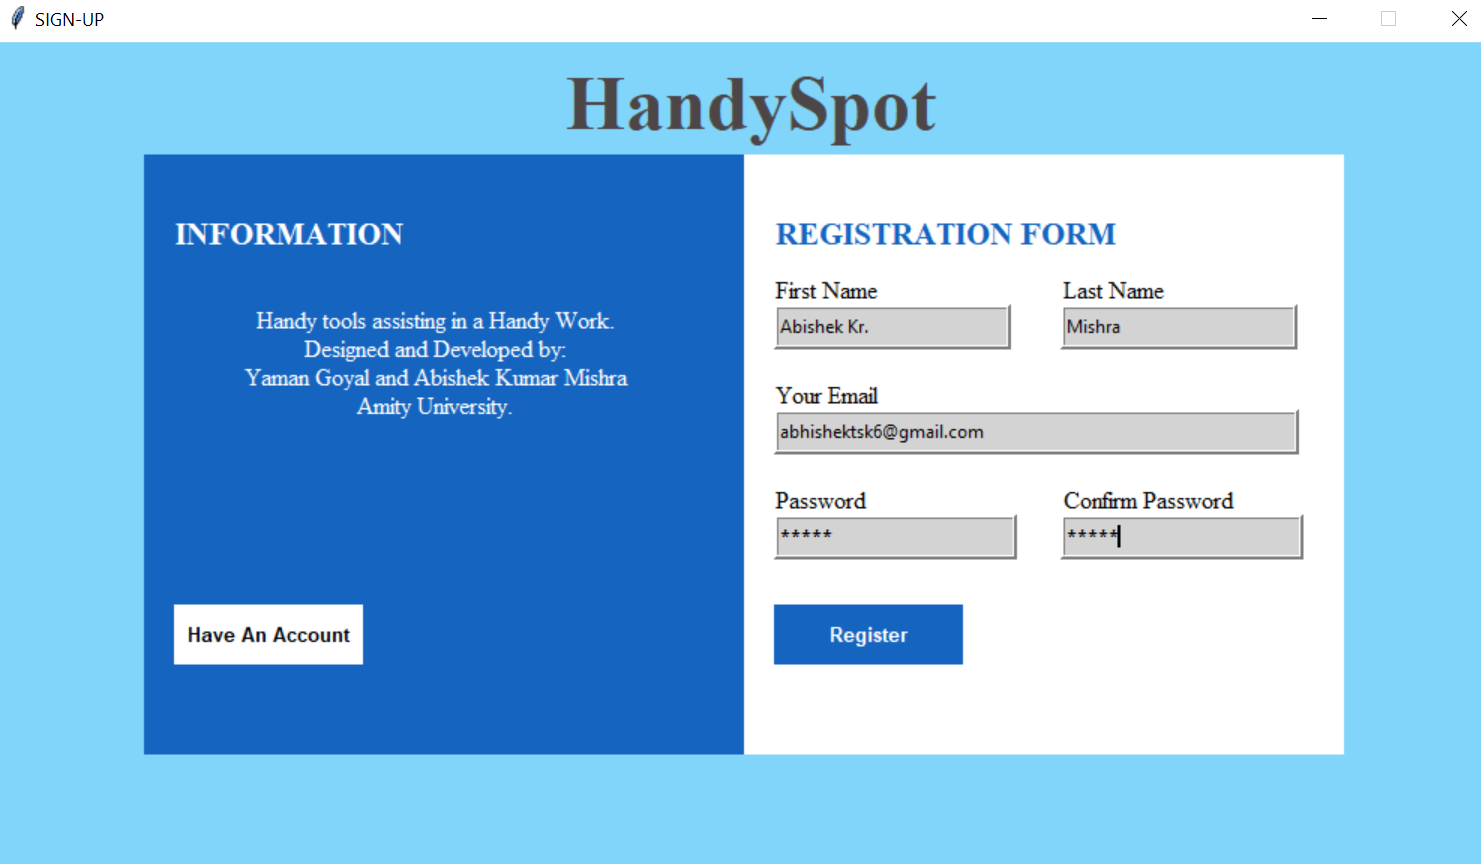 SIGN-UP
HandySpot
INFORMATION
Handy tools assisting in a Handy Work.
Designed and Developed by:
Yaman Goyal and Abishek Kumar Mishra
Amity University.
Have An Account
REGISTRATION FORM
First Name Last Name
Abishek Kr. Mishra
Your Email
abhishektsk6@gmail.com
Password Confirm Password
***** *****
Register